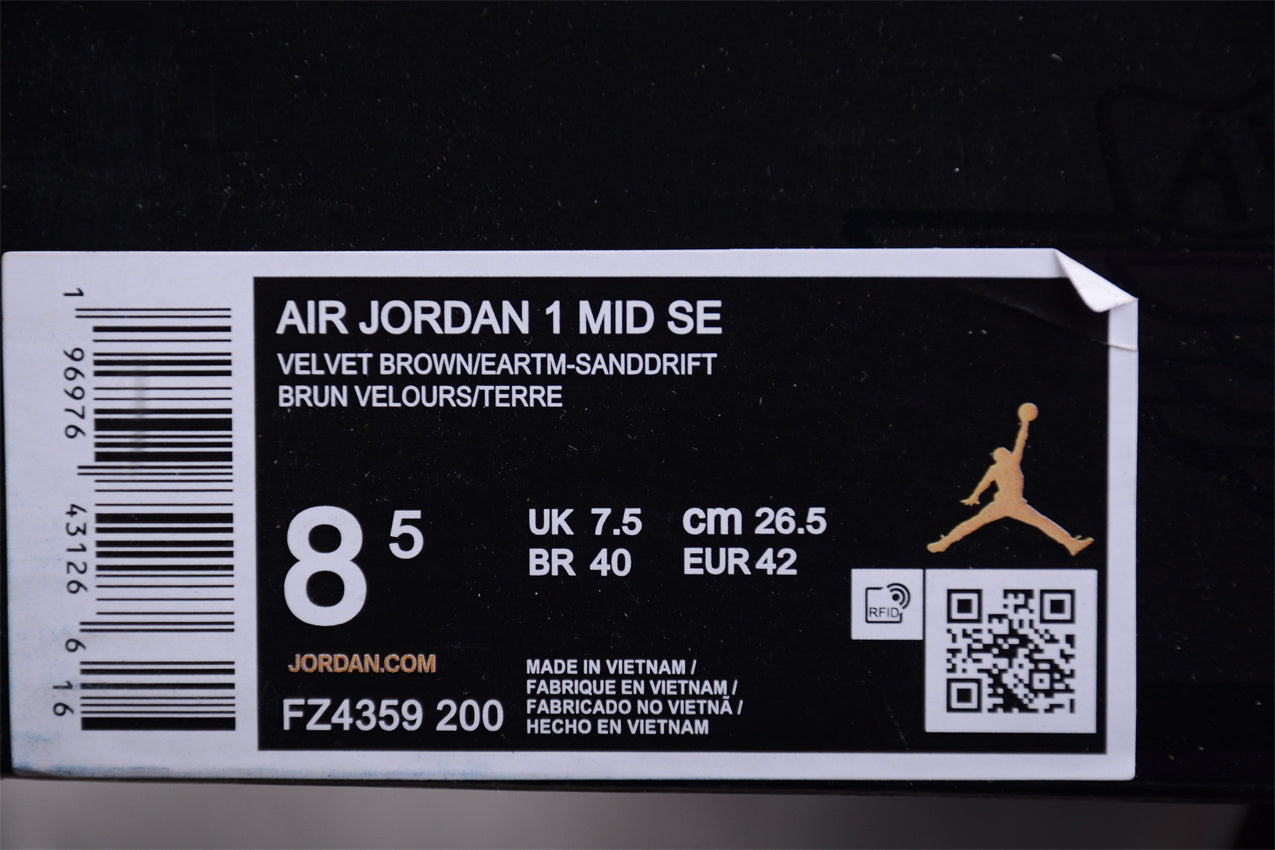 AIR JORDAN 1 MID SE
VELVET BROWN/EARTM-SANDDRIFT
BRUN VELOURS/TERRE
8 5
UK 7.5 cm 26.5
BR 40 EUR 42
JORDAN.COM
FZ4359 200
MADE IN VIETNAM /
FABRIQUE EN VIETNAM /
FABRICADO NO VIETNÃ /
HECHO EN VIETNAM
RFID
1 96976 43126 6 16